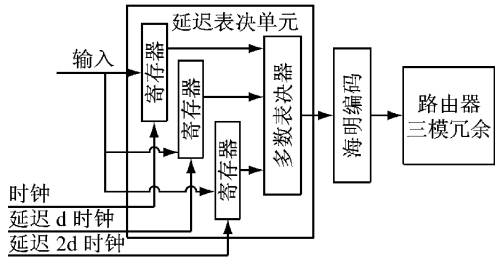 延迟表决单元
输入
寄存器
寄存器
寄存器
多数表决器
海明编码
路由器
三模冗余
时钟
延迟 d 时钟
延迟 2d 时钟